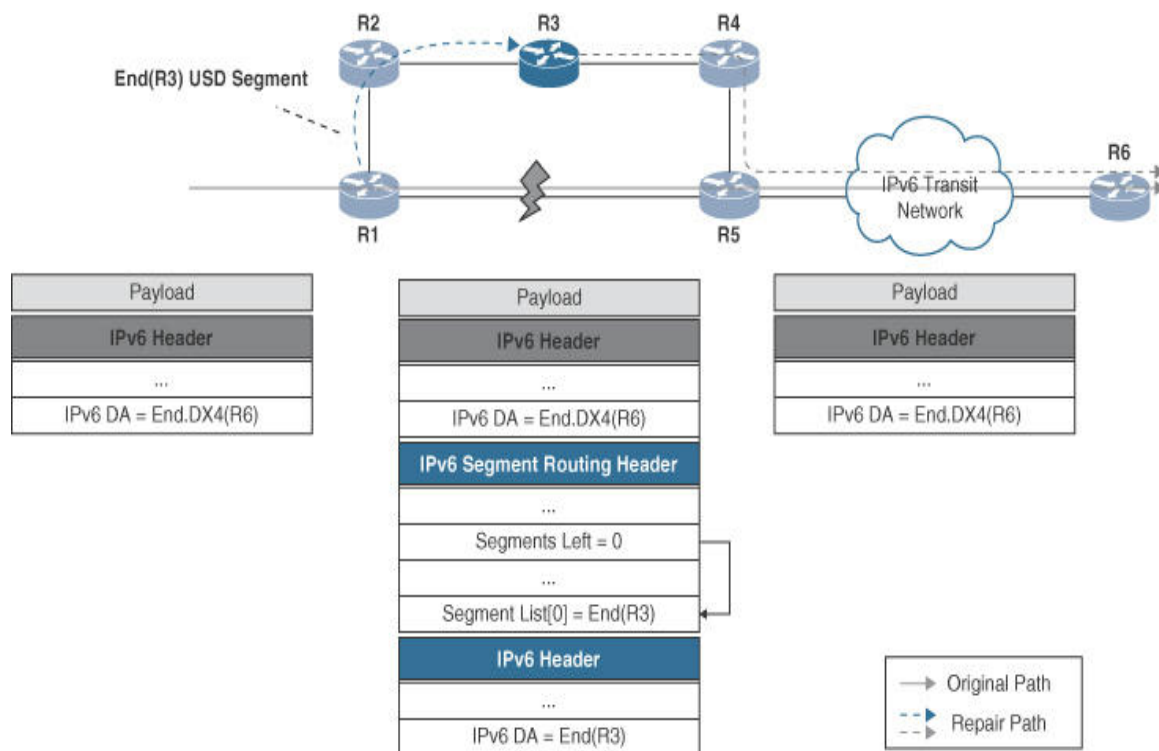 R2
R3
R4
End(R3) USD Segment
R6
IPv6 Transit
Network
R1
R5
Payload
IPv6 Header
...
IPv6 DA = End.DX4(R6)
Payload
IPv6 Header
...
IPv6 DA = End.DX4(R6)
IPv6 Segment Routing Header
...
Segments Left = 0
...
Segment List[0] = End(R3)
IPv6 Header
...
IPv6 DA = End(R3)
Payload
IPv6 Header
...
IPv6 DA = End.DX4(R6)
Original Path
Repair Path